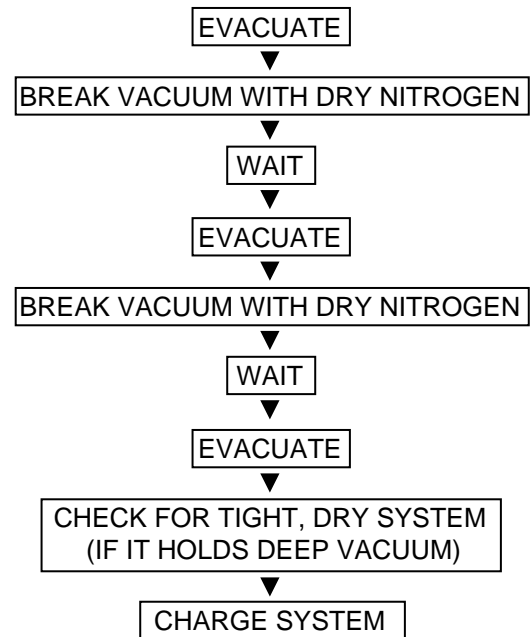 EVACUATE
BREAK VACUUM WITH DRY NITROGEN
WAIT
EVACUATE
BREAK VACUUM WITH DRY NITROGEN
WAIT
EVACUATE
CHECK FOR TIGHT, DRY SYSTEM
(IF IT HOLDS DEEP VACUUM)
CHARGE SYSTEM